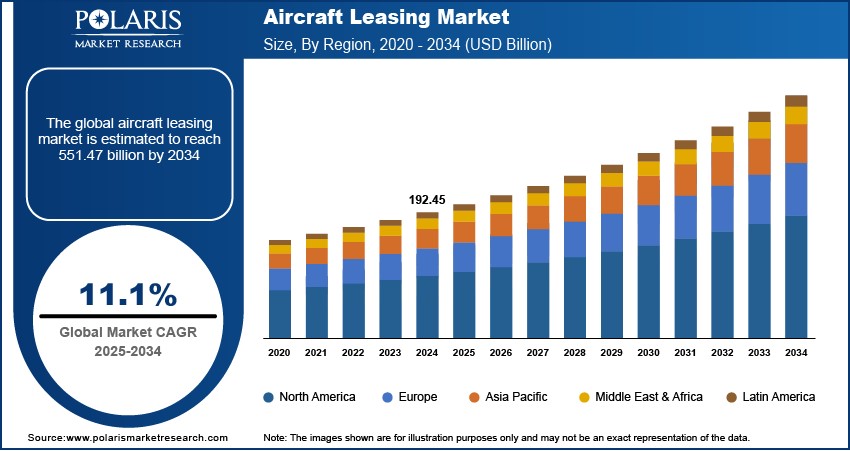 POLARIS
MARKET RESEARCH
Aircraft Leasing Market
Size, By Region, 2020 - 2034 (USD Billion)
The global aircraft leasing
market is estimated to reach
551.47 billion by 2034
11.1%
Global Market CAGR
2025-2034
192.45
2020 2021 2022 2023 2024 2025 2026 2027 2028 2029 2030 2031 2032 2033 2034
North America Europe Asia Pacific Middle East & Africa Latin America
Source:www.polarismarketresearch.com
Note: The images shown are for illustration purposes only and may not be an exact representation of the data.